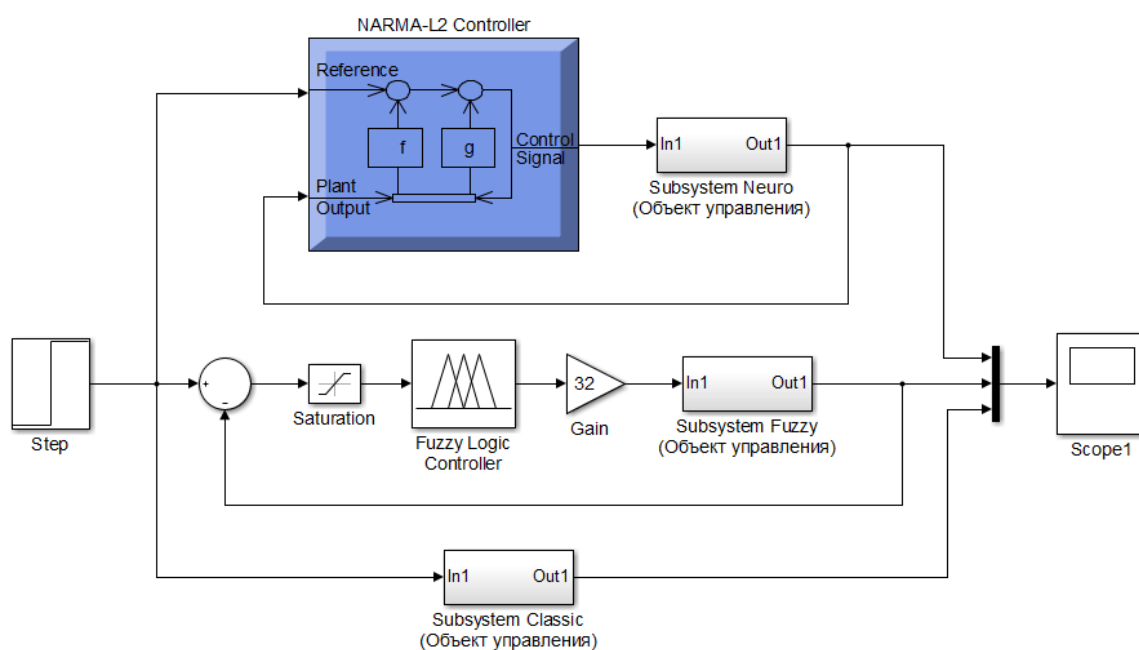 NARMA-L2 Controller
Reference
f
g
Control
Signal
Plant
Output
In1
Out1
Subsystem Neuro
(Объект управления)
Step
+
-
Saturation
Fuzzy Logic
Controller
32
Gain
In1
Out1
Subsystem Fuzzy
(Объект управления)
Scope1
In1
Out1
Subsystem Classic
(Объект управления)